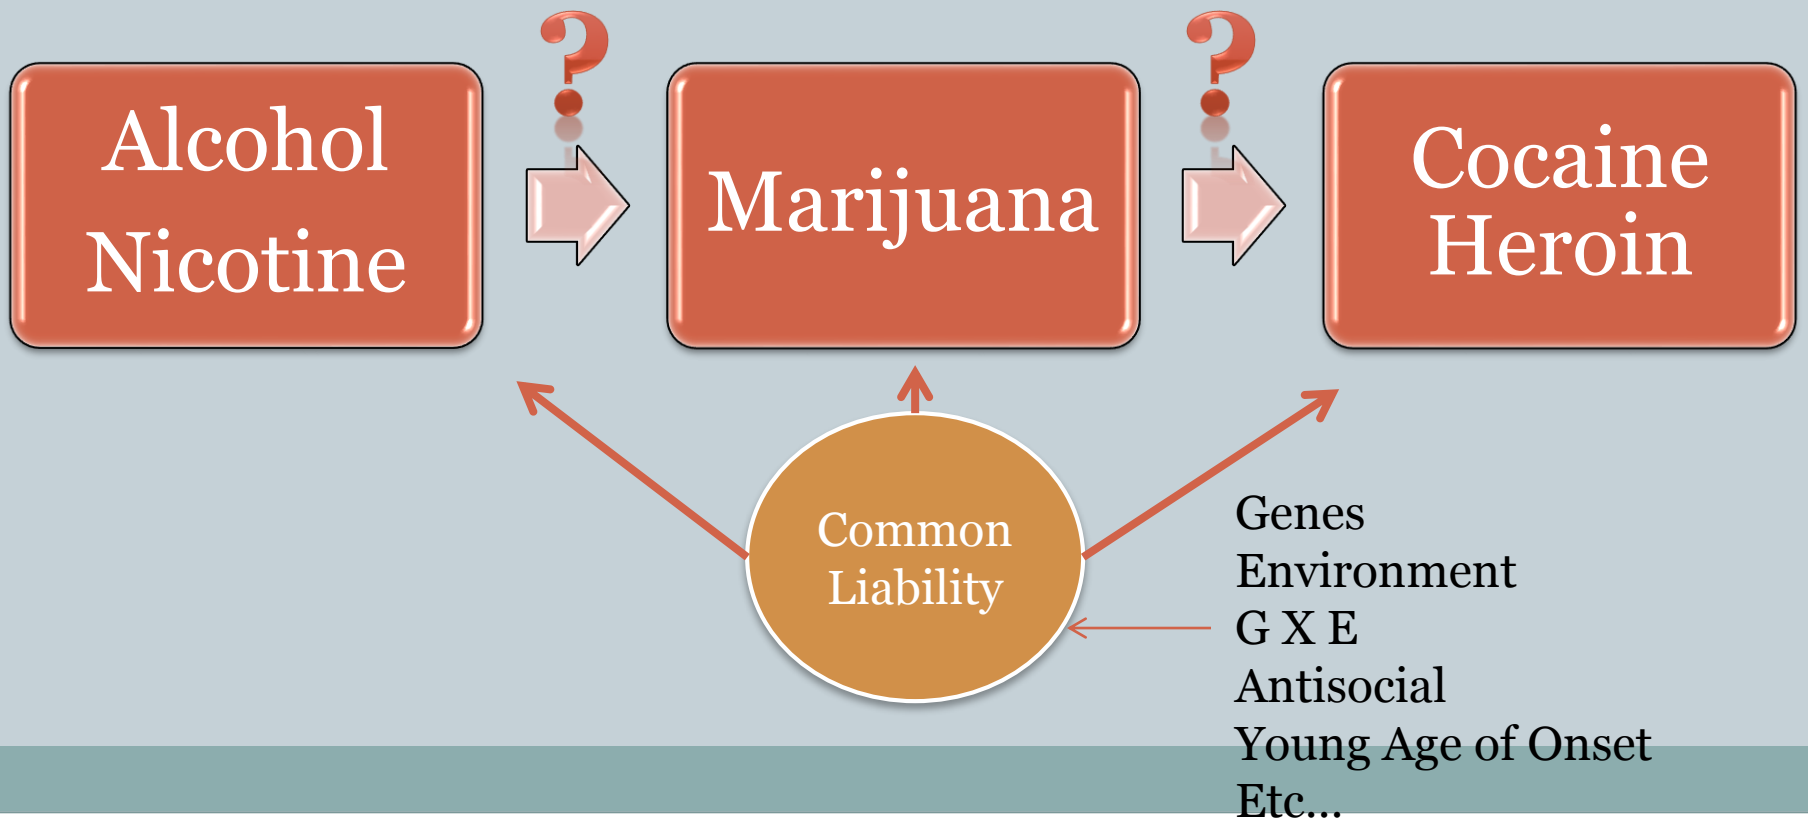 ?
?
Alcohol
Nicotine
Marijuana
Cocaine
Heroin
Common
Liability
Genes
Environment
G X E
Antisocial
Young Age of Onset
Etc...